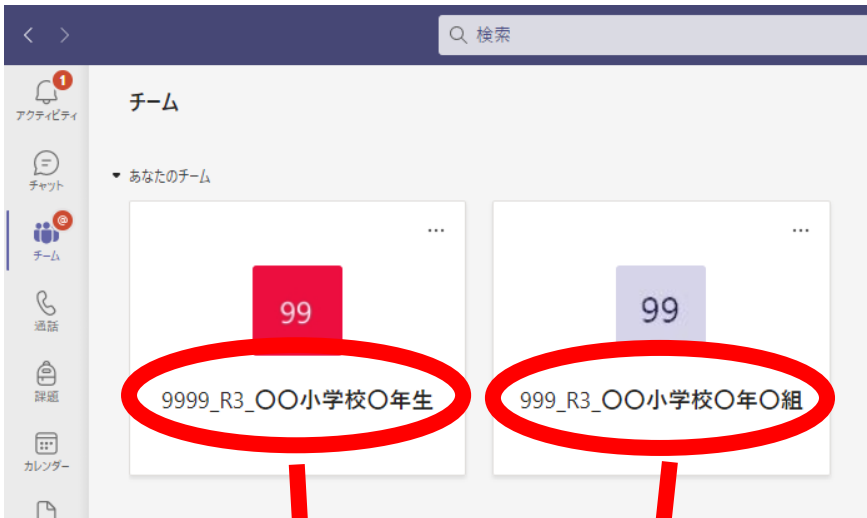 検索
1
アクティビティ
チーム
チャット
あなたのチーム
@
チーム
...
...
99
99
通話
課題
9999_R3_〇〇小学校〇年生
999_R3_〇〇小学校〇年〇組
カレンダー